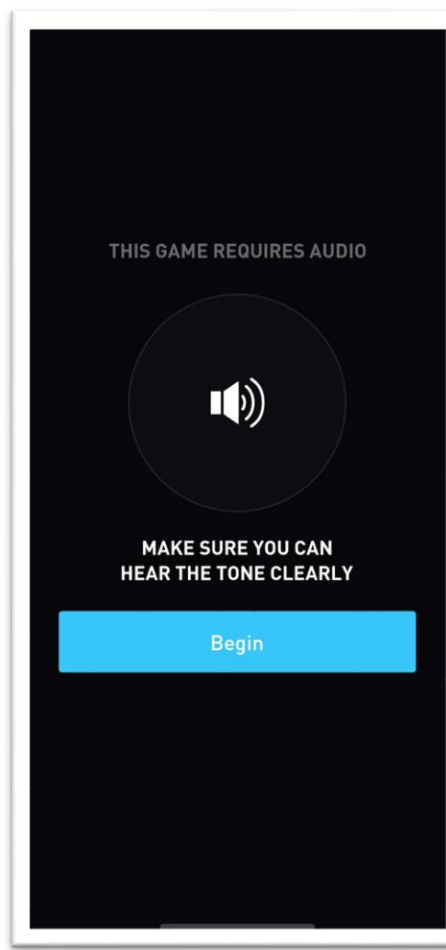 THIS GAME REQUIRES AUDIO
MAKE SURE YOU CAN
HEAR THE TONE CLEARLY
Begin